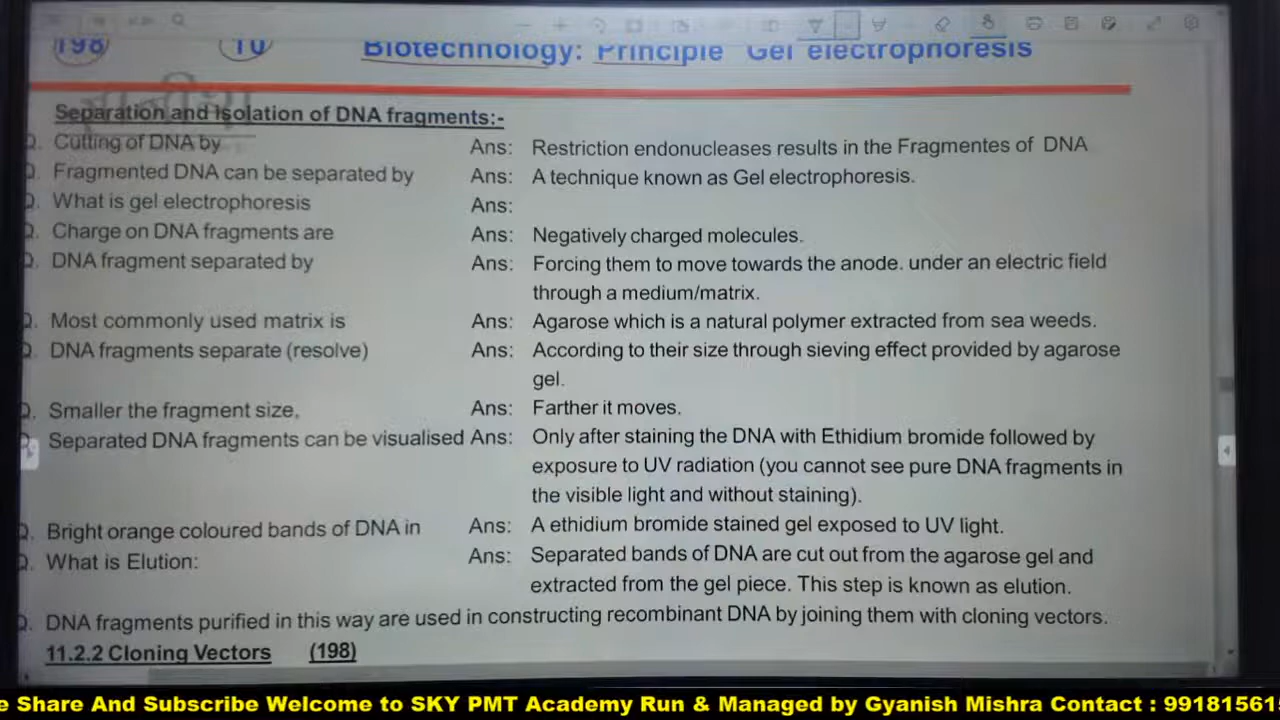 198 10 Biotechnology: Principle Gel electrophoresis
Separation and Isolation of DNA fragments:-
Q. Cutting of DNA by Ans: Restriction endonucleases results in the Fragmentes of DNA
Q. Fragmented DNA can be separated by Ans: A technique known as Gel electrophoresis.
Q. What is gel electrophoresis Ans:
Q. Charge on DNA fragments are Ans: Negatively charged molecules.
Q. DNA fragment separated by Ans: Forcing them to move towards the anode. under an electric field
through a medium/matrix.
Q. Most commonly used matrix is Ans: Agarose which is a natural polymer extracted from sea weeds.
Q. DNA fragments separate (resolve) Ans: According to their size through sieving effect provided by agarose
gel.
Q. Smaller the fragment size, Ans: Farther it moves.
Q. Separated DNA fragments can be visualised Ans: Only after staining the DNA with Ethidium bromide followed by
exposure to UV radiation (you cannot see pure DNA fragments in
the visible light and without staining).
Q. Bright orange coloured bands of DNA in Ans: A ethidium bromide stained gel exposed to UV light.
Q. What is Elution: Ans: Separated bands of DNA are cut out from the agarose gel and
extracted from the gel piece. This step is known as elution.
Q. DNA fragments purified in this way are used in constructing recombinant DNA by joining them with cloning vectors.
11.2.2 Cloning Vectors (198)
e Share And Subscribe Welcome to SKY PMT Academy Run & Managed by Gyanish Mishra Contact : 99181561